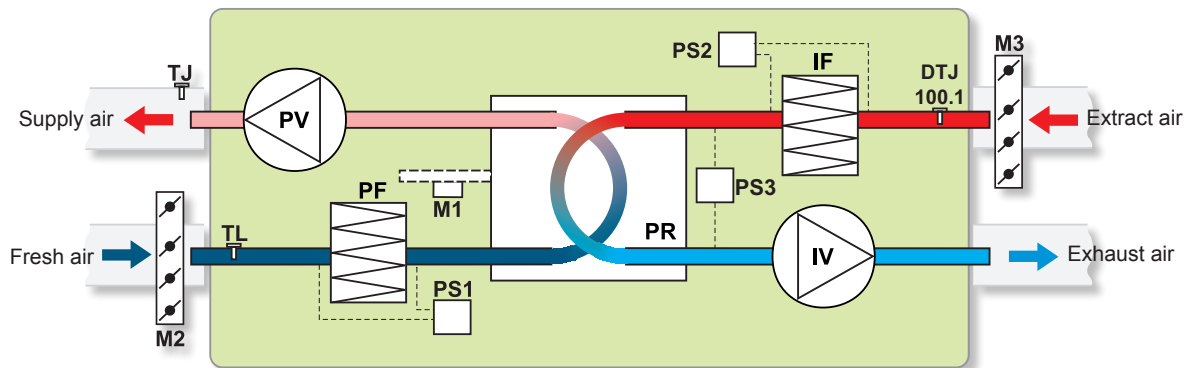 TJ
Supply air
PV
PS2
IF
DTJ
100.1
M3
Extract air
PF
M1
PS3
Fresh air
TL
PR
IV
Exhaust air
PS1
M2